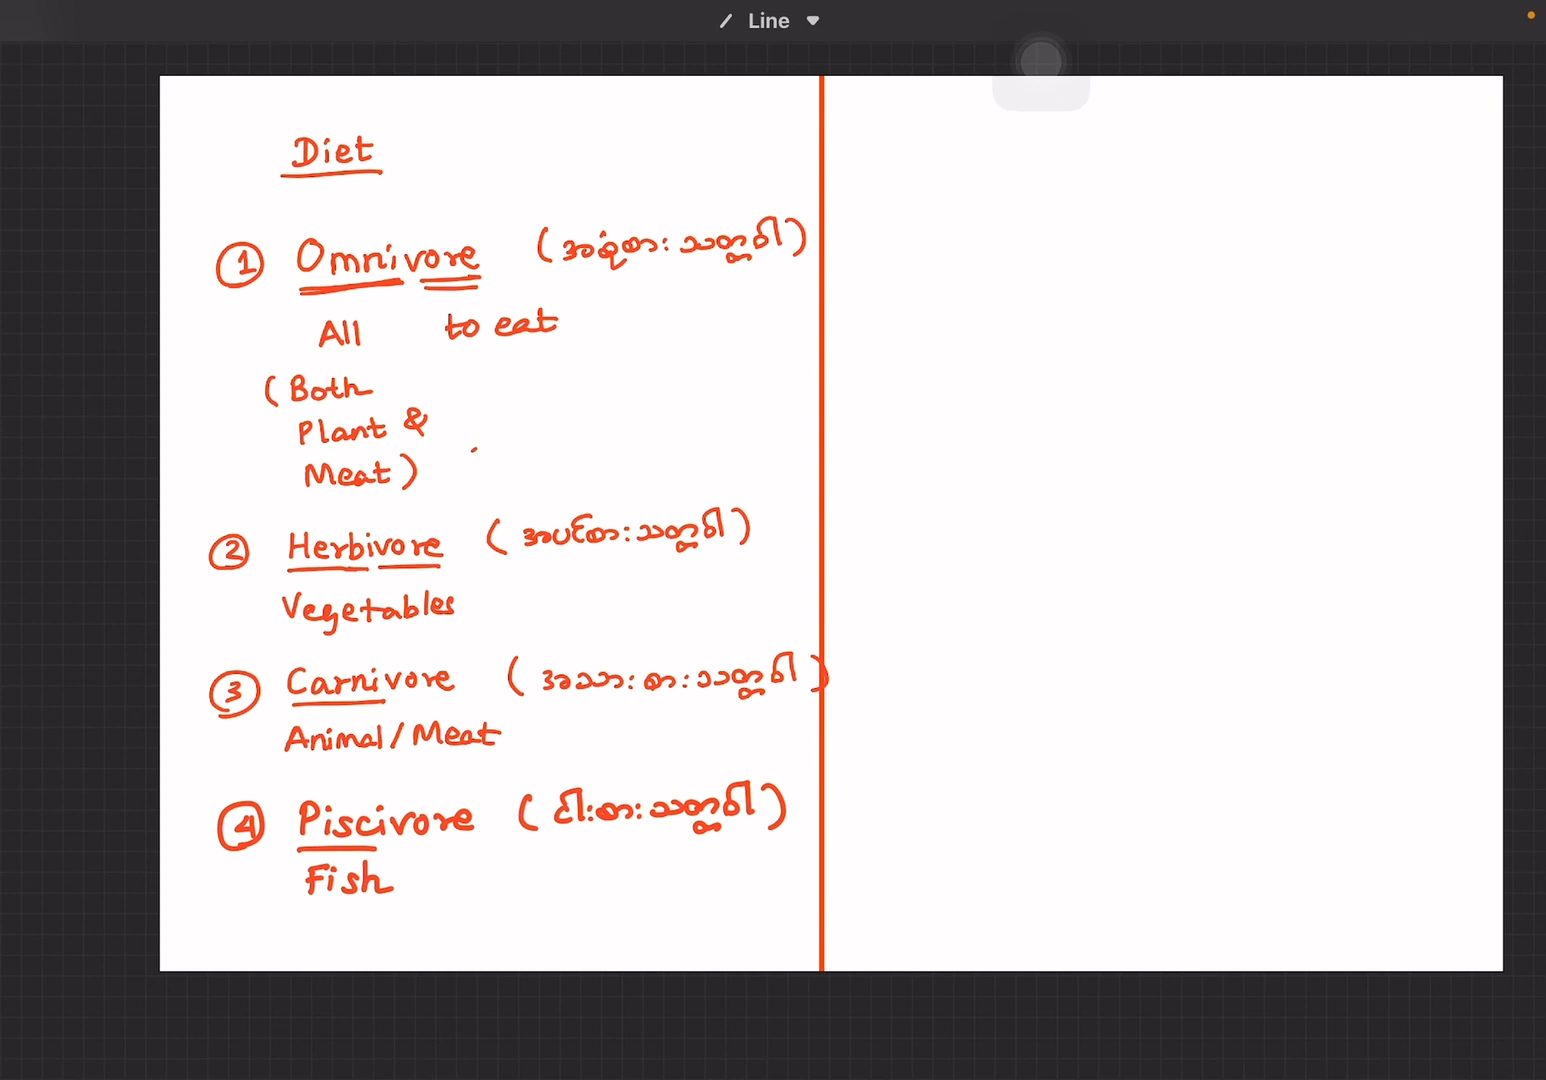 Line
Diet
① Omnivore (အစုံစား သတ္တဝါ)
All to eat
(Both
Plant &
Meat)
② Herbivore (အပင်စားသတ္တဝါ)
Vegetables
③ Carnivore (အသားစားသတ္တဝါ)
Animal/Meat
④ Piscivore (ငါးစားသတ္တဝါ)
Fish